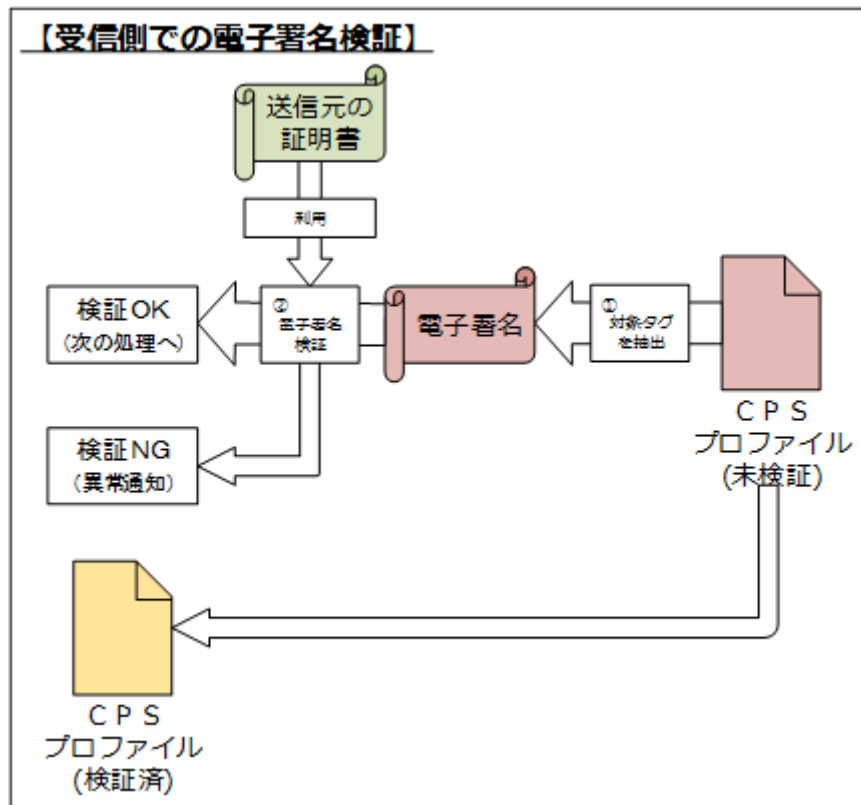 【受信側での電子署名検証】
送信元の
証明書
利用
検証OK
(次の処理へ)
②
電子署名
検証
電子署名
①
対象タグ
を抽出
CPS
プロファイル
(未検証)
検証NG
(異常通知)
CPS
プロファイル
(検証済)